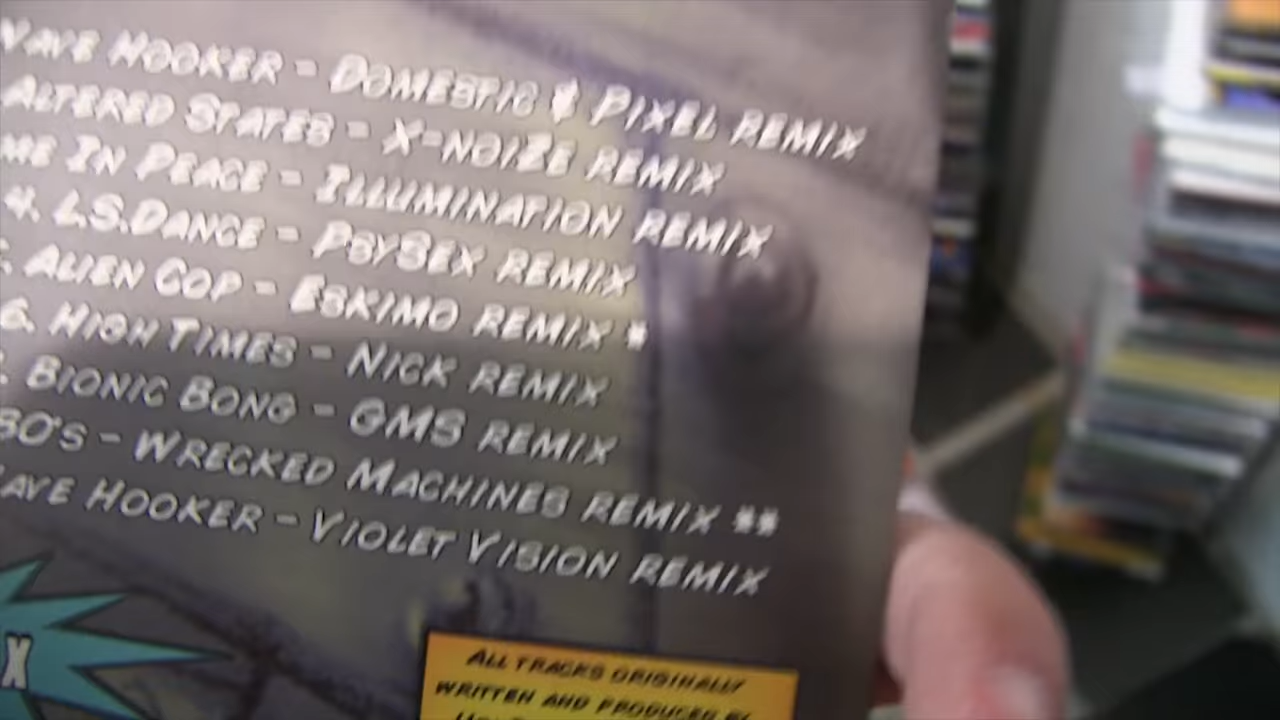 HOOKER - DOMESTIC & PIXEL REMIX
ALTERED STATES - X-NOIZE REMIX
ME IN PEACE - ILLUMINATION REMIX
4. L.S.DANCE - PSYSEX REMIX
ALIEN COP - ESKIMO REMIX *
6. HIGH TIMES - NICK REMIX
BIONIC BONG - GMS REMIX
80'S - WRECKED MACHINES REMIX **
HOOKER - VIOLET VISION REMIX
X
ALL TRACKS ORIGINALLY
WRITTEN AND PRODUCED BY